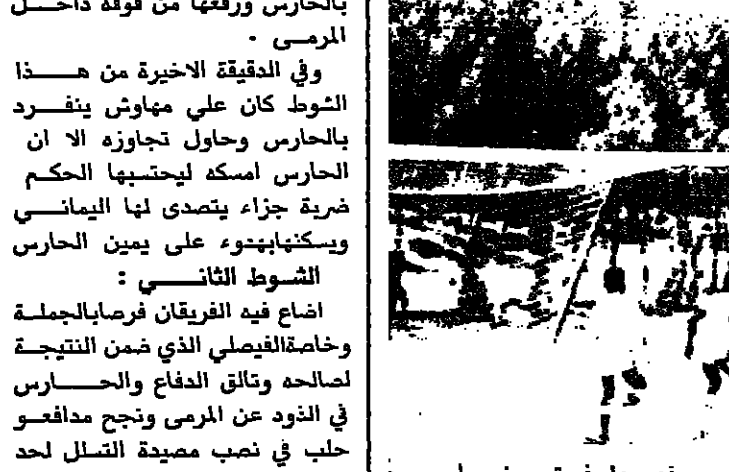 بالحارس ورفعها من فوقه داخل
المرمى .
وفي الدقيقة الاخيرة من هذا
الشوط كان علي مهاوش ينفرد
بالحارس وحاول تجاوزه الا ان
الحارس امسكه ليحتسبها الحكم
ضربة جزاء يتصدى لها اليماني
ويسكنهابهدوء على يمين الحارس
الشوط الثاني :
اضاع فيه الفريقان فرصابالجملة
وخاصةالفيصلي الذي ضمن النتيجة
لصالحه وتالق الدفاع والحارس
في الذود عن المرمى ونجح مدافعو
حلب في نصب مصيدة التسلل لحد